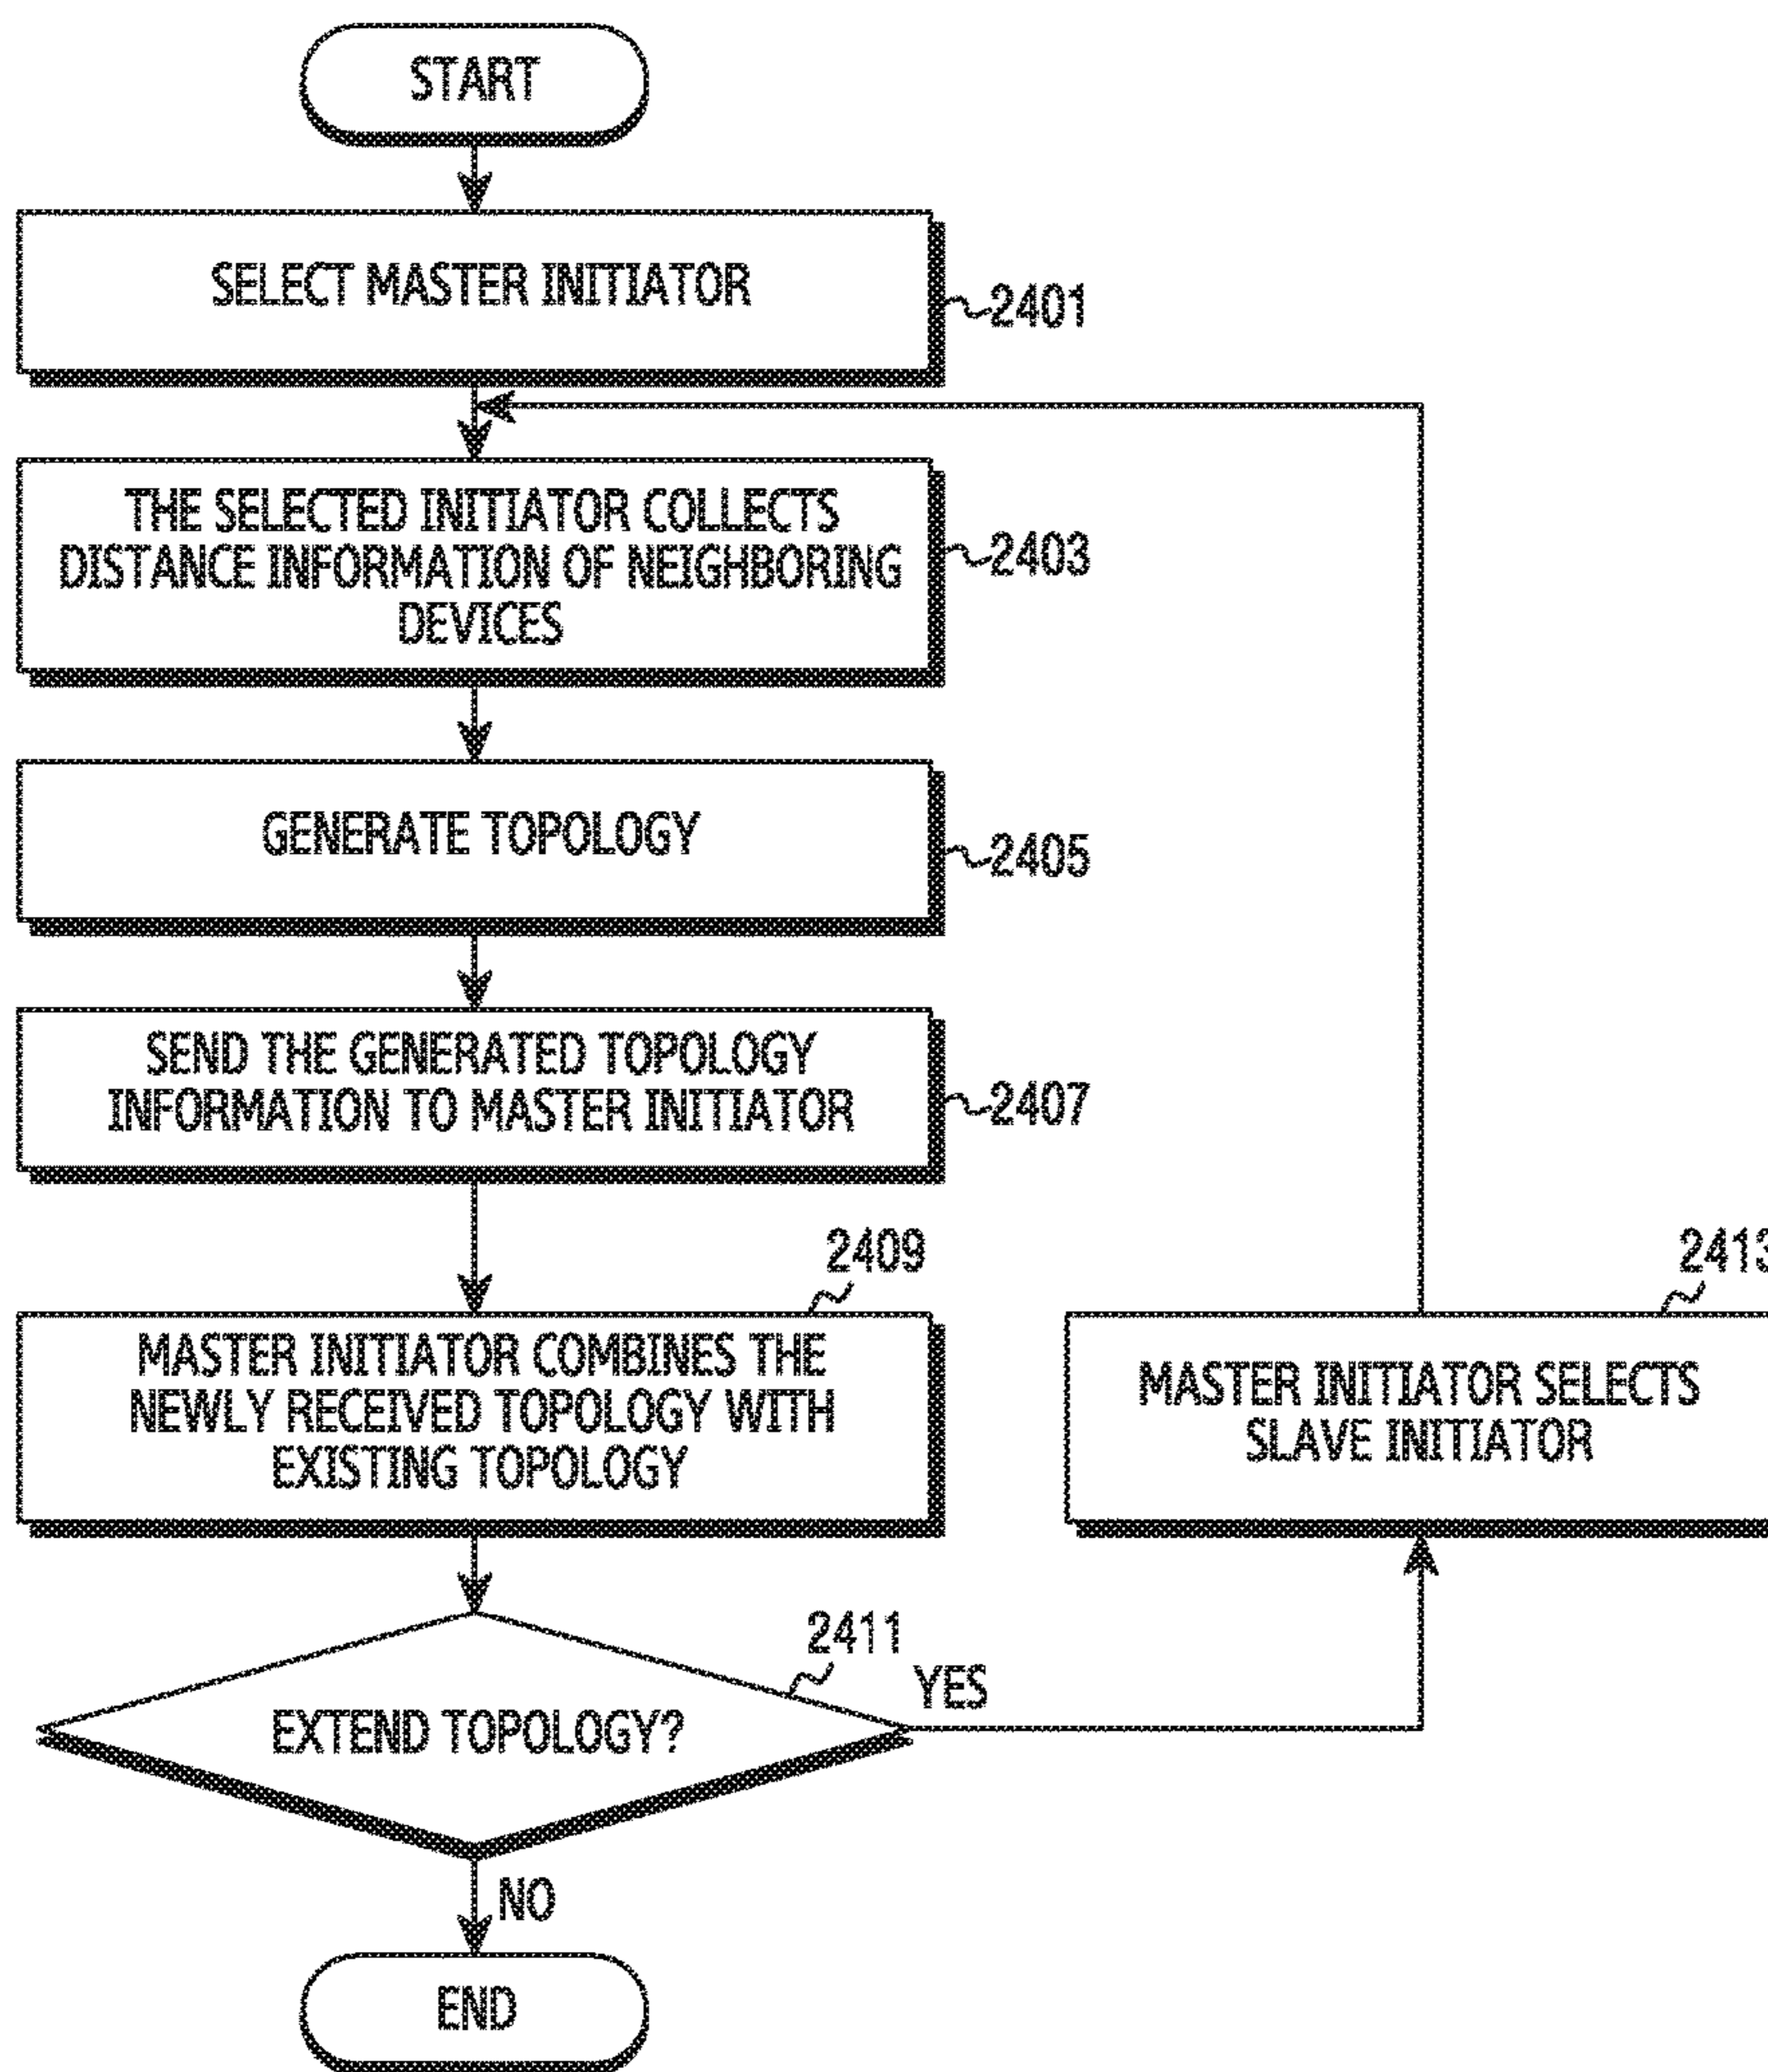 START
SELECT MASTER INITIATOR
2401
THE SELECTED INITIATOR COLLECTS
DISTANCE INFORMATION OF NEIGHBORING
DEVICES
2403
GENERATE TOPOLOGY
2405
SEND THE GENERATED TOPOLOGY
INFORMATION TO MASTER INITIATOR
2407
2409
MASTER INITIATOR COMBINES THE
NEWLY RECEIVED TOPOLOGY WITH
EXISTING TOPOLOGY
2413
MASTER INITIATOR SELECTS
SLAVE INITIATOR
2411
YES
EXTEND TOPOLOGY?
NO
END